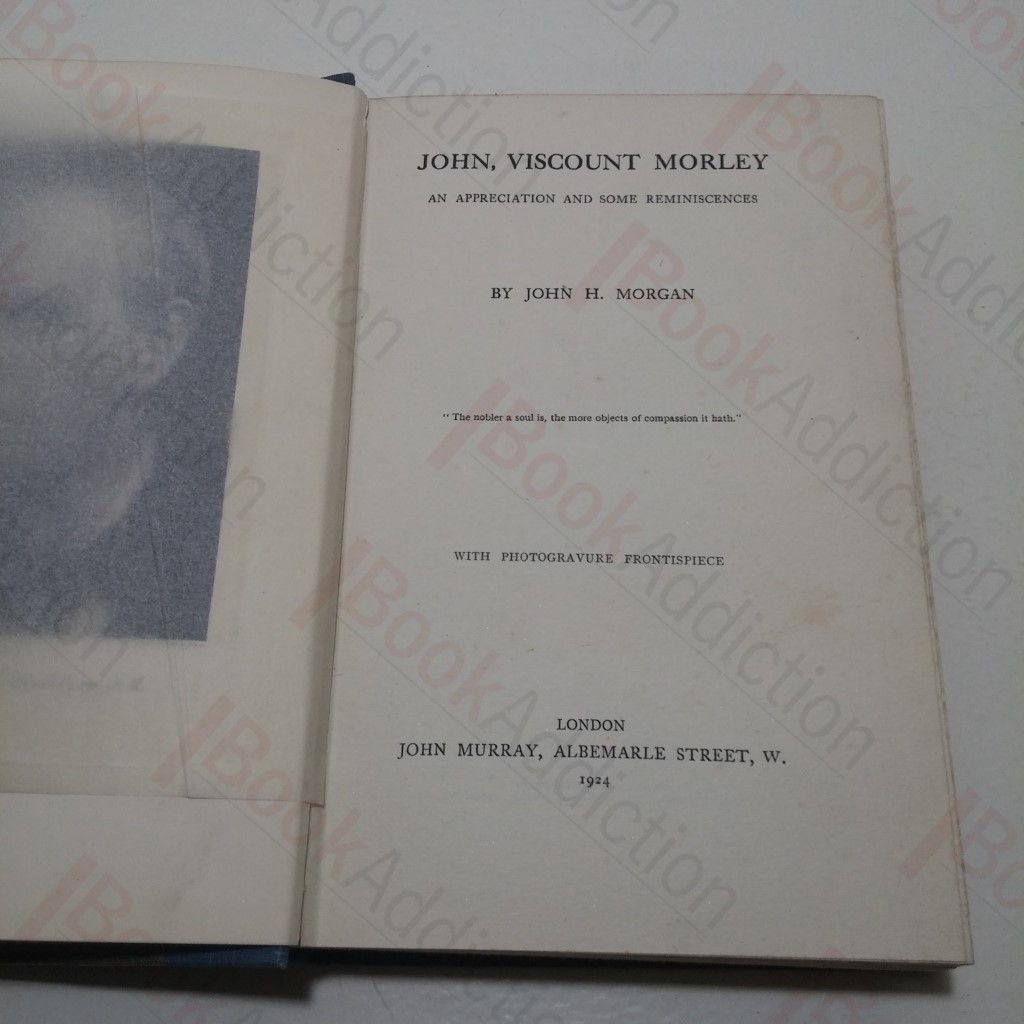 JOHN, VISCOUNT MORLEY
AN APPRECIATION AND SOME REMINISCENCES
BY JOHN H. MORGAN
“ The nobler a soul is, the more objects of compassion it hath.”
WITH PHOTOGRAVURE FRONTISPIECE
LONDON
JOHN MURRAY, ALBEMARLE STREET, W.
1924
BookAddiction